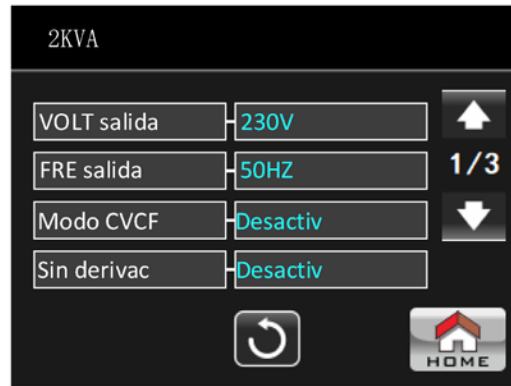 2KVA
VOLT salida 230V
FRE salida 50HZ
1/3
Modo CVCF Desactiv
Sin derivac Desactiv
HOME